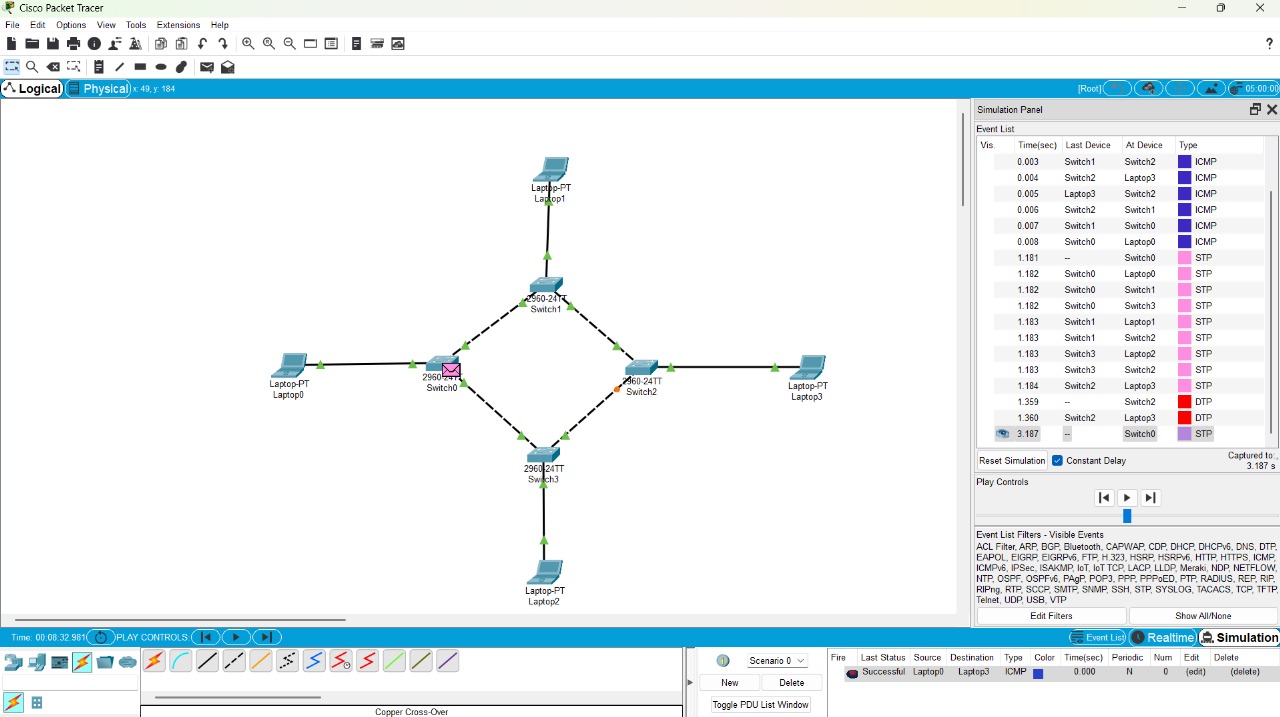 Cisco Packet Tracer
File Edit Options View Tools Extensions Help
?
Logical Physical x: 49, y: 184 [Root] 05:00:00
Simulation Panel
Event List
Vis. Time(sec) Last Device At Device Type
0.003 Switch1 Switch2 ICMP
0.004 Switch2 Laptop3 ICMP
0.005 Laptop3 Switch2 ICMP
0.006 Switch2 Switch1 ICMP
0.007 Switch1 Switch0 ICMP
0.008 Switch0 Laptop0 ICMP
1.181 -- Switch0 STP
1.182 Switch0 Laptop0 STP
1.182 Switch0 Switch1 STP
1.182 Switch0 Switch3 STP
1.183 Switch1 Laptop1 STP
1.183 Switch1 Switch2 STP
1.183 Switch3 Laptop2 STP
1.183 Switch3 Switch2 STP
1.184 Switch2 Laptop3 STP
1.359 -- Switch2 DTP
1.360 Switch2 Laptop3 DTP
3.187 -- Switch0 STP
Reset Simulation Constant Delay Captured to:
3.187 s
Play Controls
Event List Filters - Visible Events
ACL Filter, ARP, BGP, Bluetooth, CAPWAP, CDP, DHCP, DHCPv6, DNS, DTP,
EAPOL, EIGRP, EIGRPv6, FTP, H.323, HSRP, HSRPv6, HTTP, HTTPS, ICMP,
ICMPv6, IPSec, ISAKMP, IoT, IoT TCP, LACP, LLDP, Meraki, NDP, NETFLOW,
NTP, OSPF, OSPFv6, PAgP, POP3, PPP, PPPoED, PTP, RADIUS, REP, RIP,
RIPng, RTP, SCCP, SMTP, SNMP, SSH, STP, SYSLOG, TACACS, TCP, TFTP,
Telnet, UDP, USB, VTP
Edit Filters Show All/None
Laptop-PT
Laptop1
2960-24TT
Switch1
Laptop-PT
Laptop0
2960-24TT
Switch0
2960-24TT
Switch2
Laptop-PT
Laptop3
2960-24TT
Switch3
Laptop-PT
Laptop2
Time: 00:08:32.981 PLAY CONTROLS: Event List Realtime Simulation
Scenario 0
New Delete
Toggle PDU List Window
Fire Last Status Source Destination Type Color Time(sec) Periodic Num Edit Delete
Successful Laptop0 Laptop3 ICMP 0.000 N 0 (edit) (delete)
Copper Cross-Over